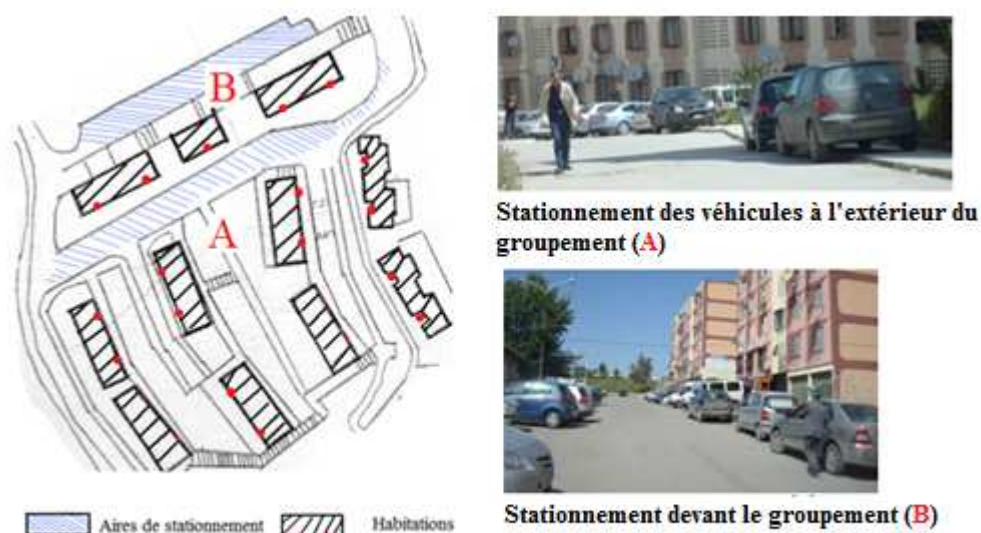 B
A
Stationnement des véhicules à l'extérieur du
groupement (A)
Stationnement devant le groupement (B)
Aires de stationnement
Habitations